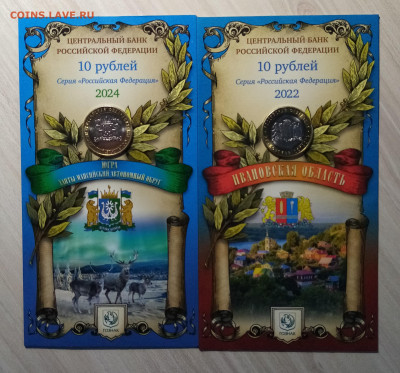 COINS.LAVE.RU
ЦЕНТРАЛЬНЫЙ БАНК
РОССИЙСКОЙ ФЕДЕРАЦИИ
10 рублей
Серия «Российская Федерация»
2024
ЮГРА
ХАНТЫ-МАНСИЙСКИЙ АВТОНОМНЫЙ ОКРУГ
ЦЕНТРАЛЬНЫЙ БАНК
РОССИЙСКОЙ ФЕДЕРАЦИИ
10 рублей
Серия «Российская Федерация»
2022
ИВАНОВСКАЯ ОБЛАСТЬ